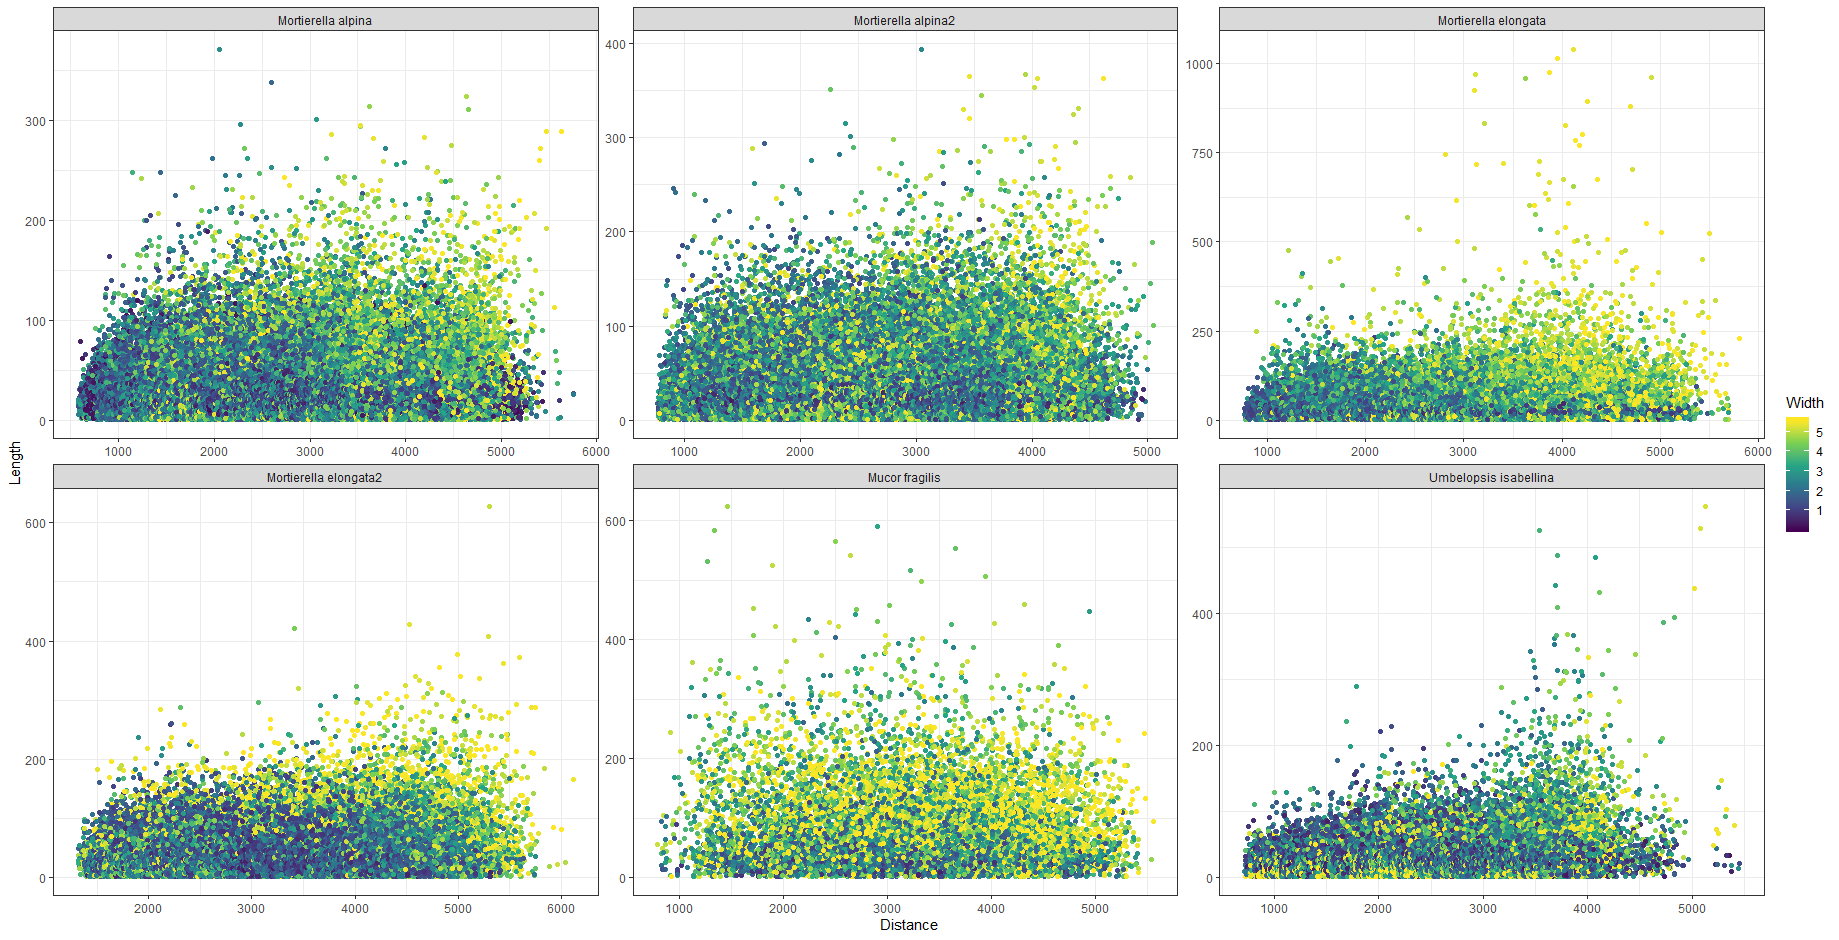 Mortierella alpina
Mortierella alpina2
Mortierella elongata
300
200
100
0
1000 2000 3000 4000 5000 6000
400
300
200
100
0
1000 2000 3000 4000 5000
1000
750
500
250
0
1000 2000 3000 4000 5000 6000
Length
Mortierella elongata2
Mucor fragilis
Umbelopsis isabellina
600
400
200
0
2000 3000 4000 5000 6000
600
400
200
0
1000 2000 3000 4000 5000
400
200
0
1000 2000 3000 4000 5000
Distance
Width
5
4
3
2
1